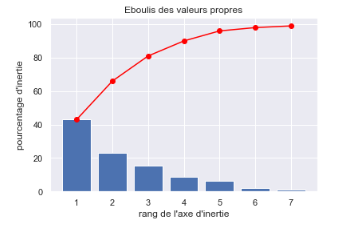 Eboulis des valeurs propres
100
80
60
40
20
0
pourcentage d'inertie
1 2 3 4 5 6 7
rang de l'axe d'inertie